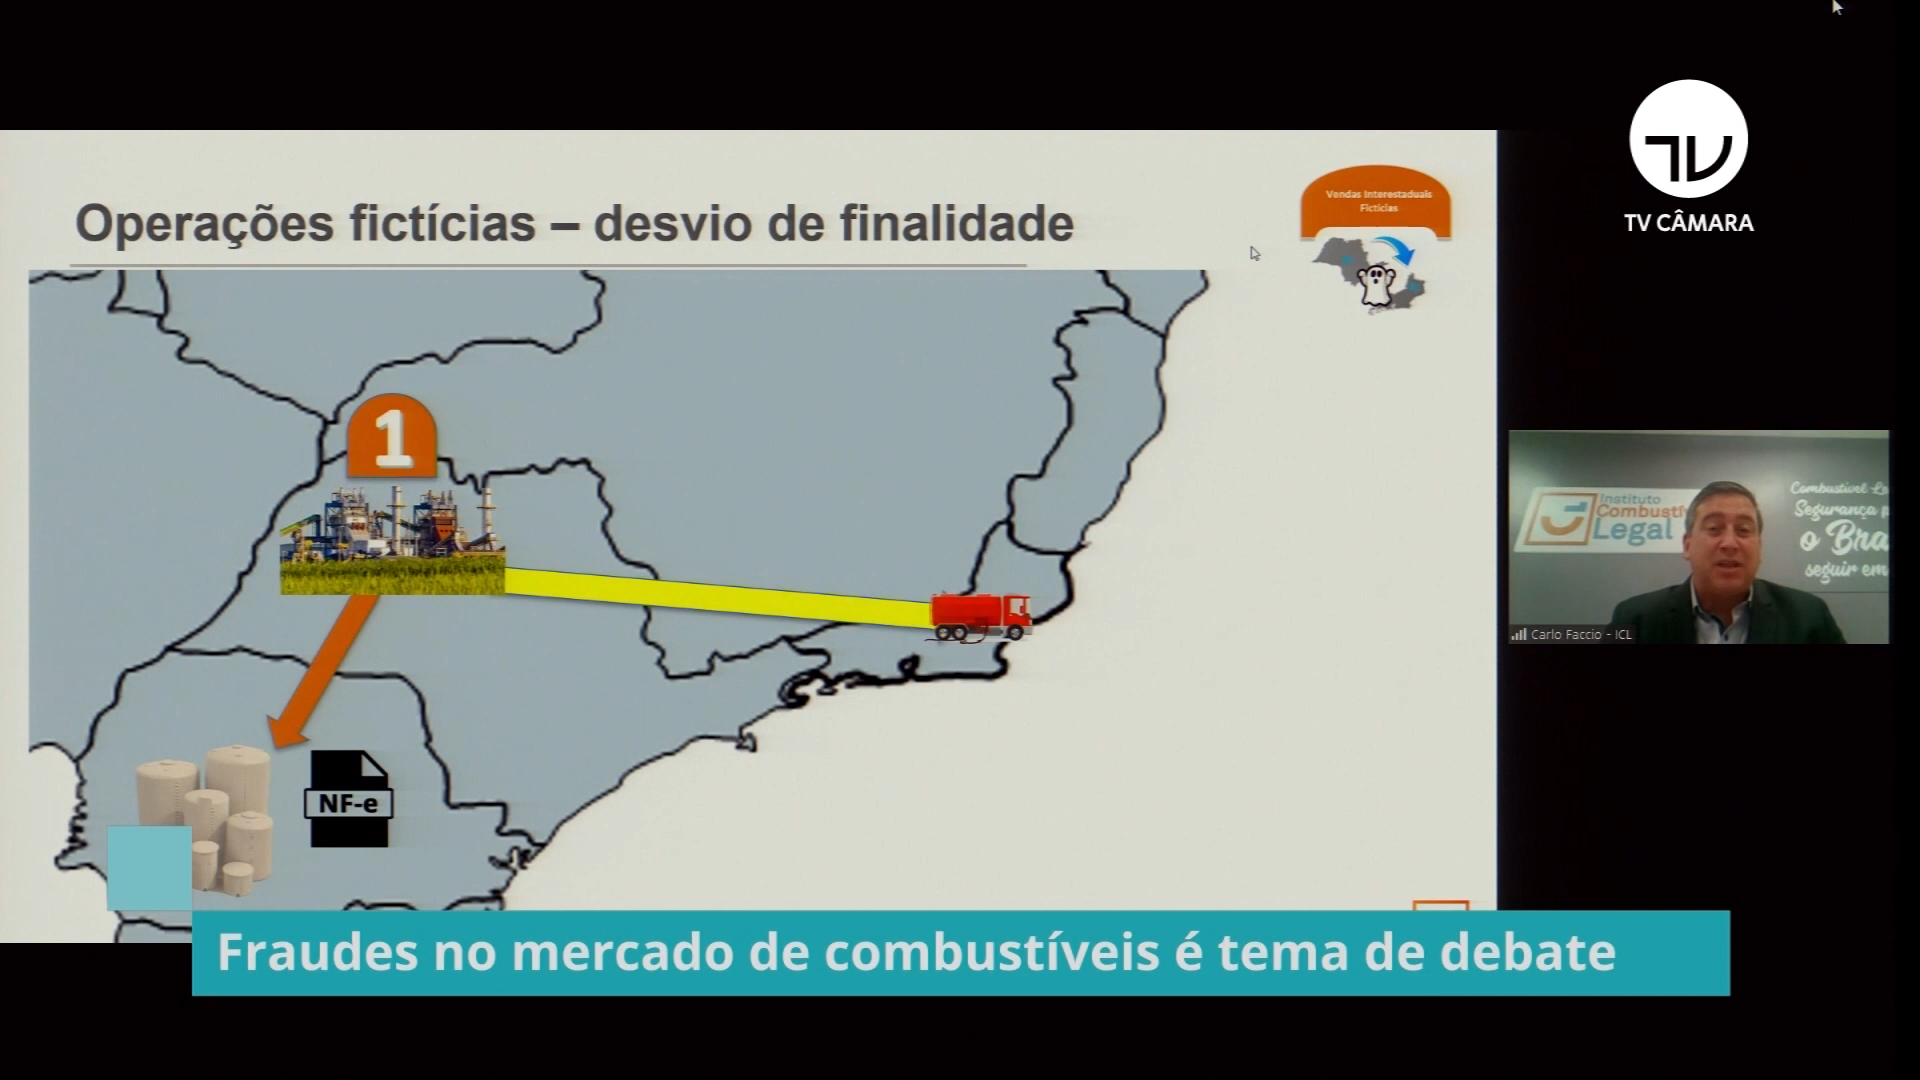 TV CÂMARA
Vendas Interestaduais
Fictícias
Operações fictícias – desvio de finalidade
1
NF-e
Instituto
Combustí
Legal
Combustível Le
Segurança p
o Bra
seguir em
Carlo Faccio - ICL
Fraudes no mercado de combustíveis é tema de debate